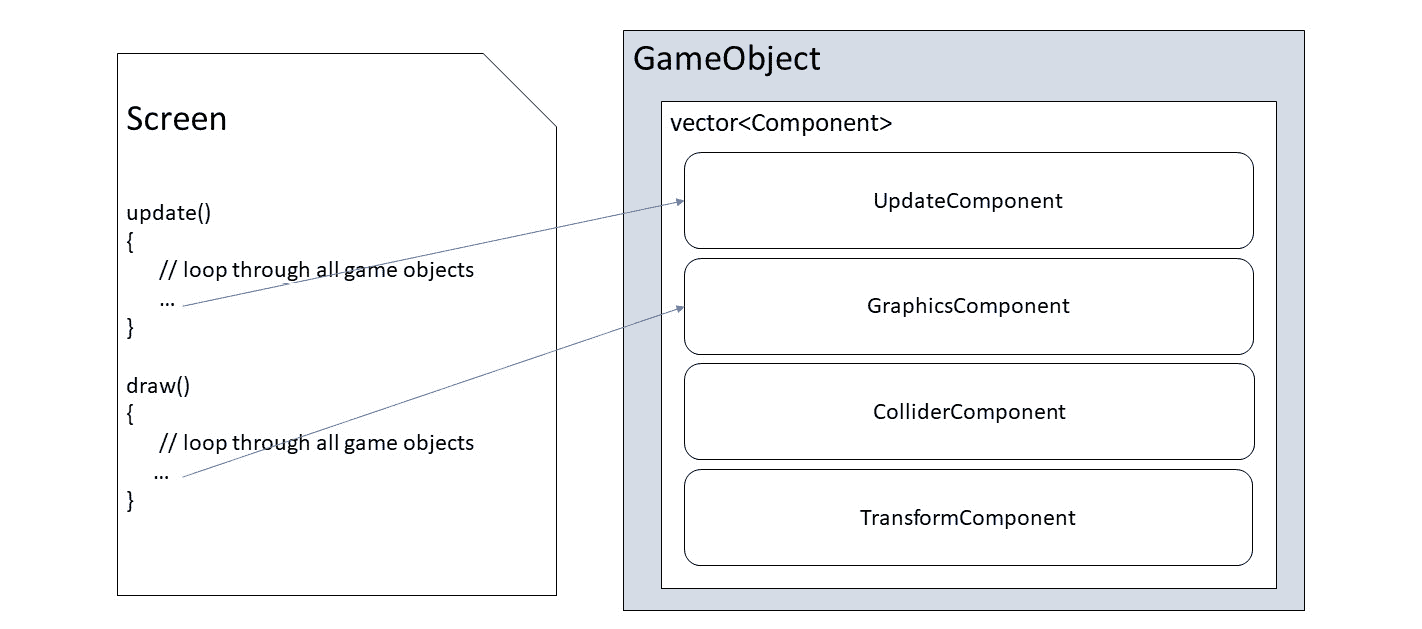 Screen
update()
{
// loop through all game objects
...
}
draw()
{
// loop through all game objects
...
}
GameObject
vector<Component>
UpdateComponent
GraphicsComponent
ColliderComponent
TransformComponent